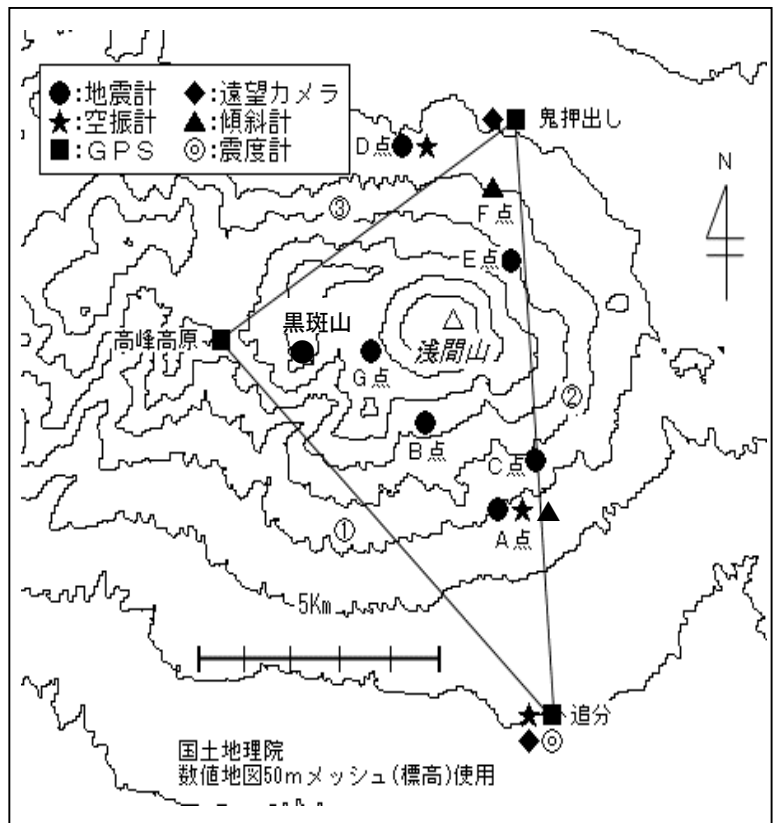 ●:地震計 ◆:遠望カメラ
★:空振計 ▲:傾斜計
■:GPS ◎:震度計
鬼押出し
D点
N
F点
③
E点
黒斑山
高峰高原
浅間山
G点
②
B点
C点
A点
①
5Km
追分
国土地理院
数値地図50mメッシュ(標高)使用